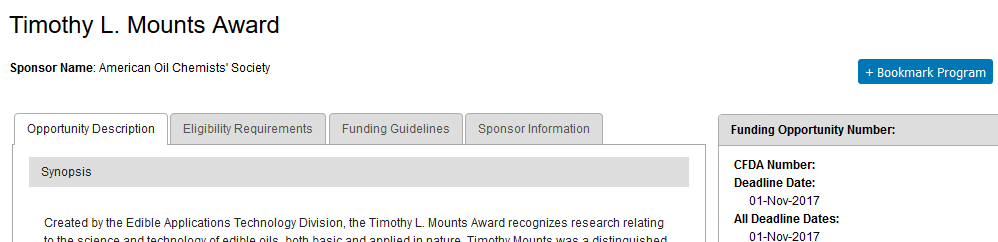 Timothy L. Mounts Award
Sponsor Name: American Oil Chemists' Society
+ Bookmark Program
Opportunity Description
Eligibility Requirements
Funding Guidelines
Sponsor Information
Synopsis
Created by the Edible Applications Technology Division, the Timothy L. Mounts Award recognizes research relating
to the science and technology of edible oils, both basic and applied in nature. Timothy Mounts was a distinguished
Funding Opportunity Number:
CFDA Number:
Deadline Date:
01-Nov-2017
All Deadline Dates:
01-Nov-2017